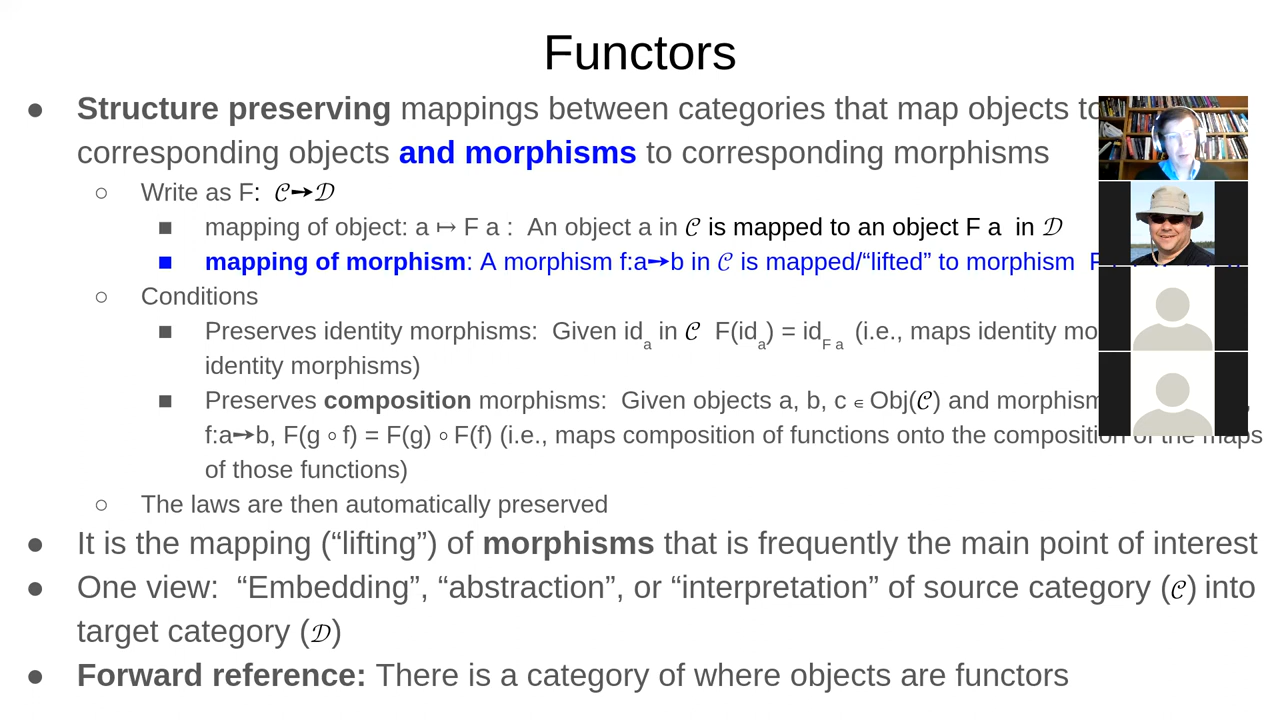 Functors
● Structure preserving mappings between categories that map objects to
corresponding objects and morphisms to corresponding morphisms
○ Write as F: 𝒞➙𝒟
■ mapping of object: a ↦ F a : An object a in 𝒞 is mapped to an object F a in 𝒟
■ mapping of morphism: A morphism f:a➙b in 𝒞 is mapped/“lifted” to morphism
○ Conditions
■ Preserves identity morphisms: Given idₐ in 𝒞 F(idₐ) = id_F a (i.e., maps identity
identity morphisms)
■ Preserves composition morphisms: Given objects a, b, c ∊ Obj(𝒞) and
f:a➙b, F(g ∘ f) = F(g) ∘ F(f) (i.e., maps composition of functions onto the composition of the maps
of those functions)
○ The laws are then automatically preserved
● It is the mapping (“lifting”) of morphisms that is frequently the main point of interest
● One view: “Embedding”, “abstraction”, or “interpretation” of source category (𝒞) into
target category (𝒟)
● Forward reference: There is a category of where objects are functors